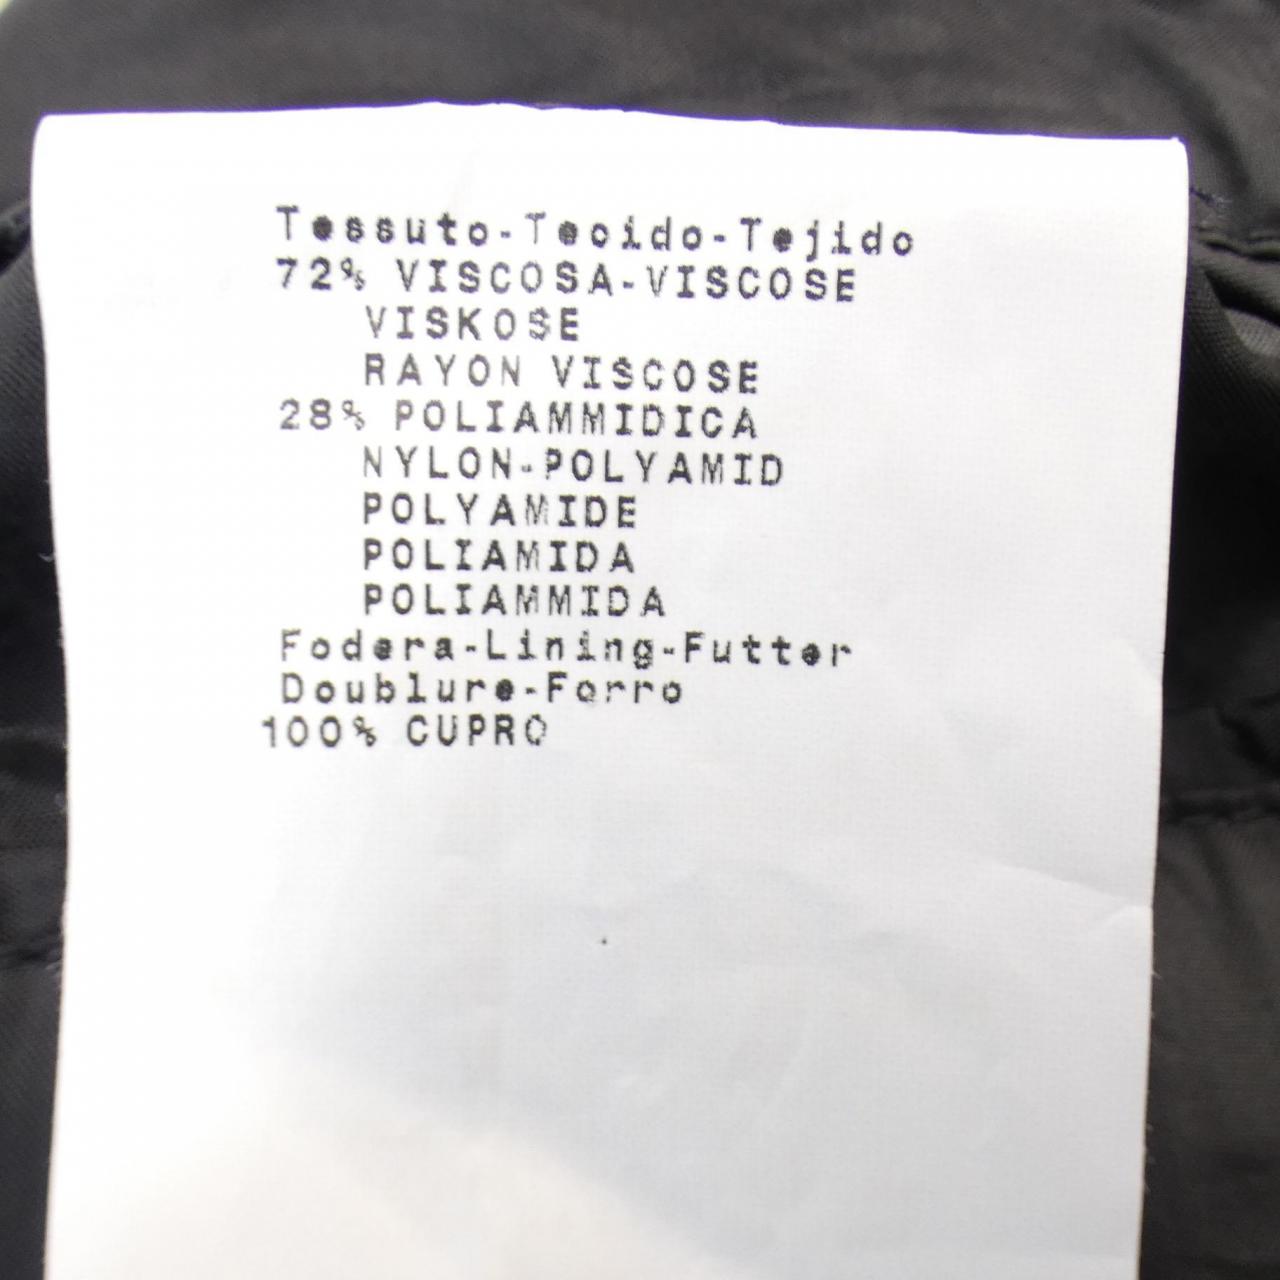 Tessuto-Tecido-Tejido
72% VISCOSA-VISCOSE
VISKOSE
RAYON VISCOSE
28% POLIAMMIDICA
NYLON-POLYAMID
POLYAMIDE
POLIAMIDA
POLIAMMIDA
Fodera-Lining-Futter
Doublure-Forro
100% CUPRO